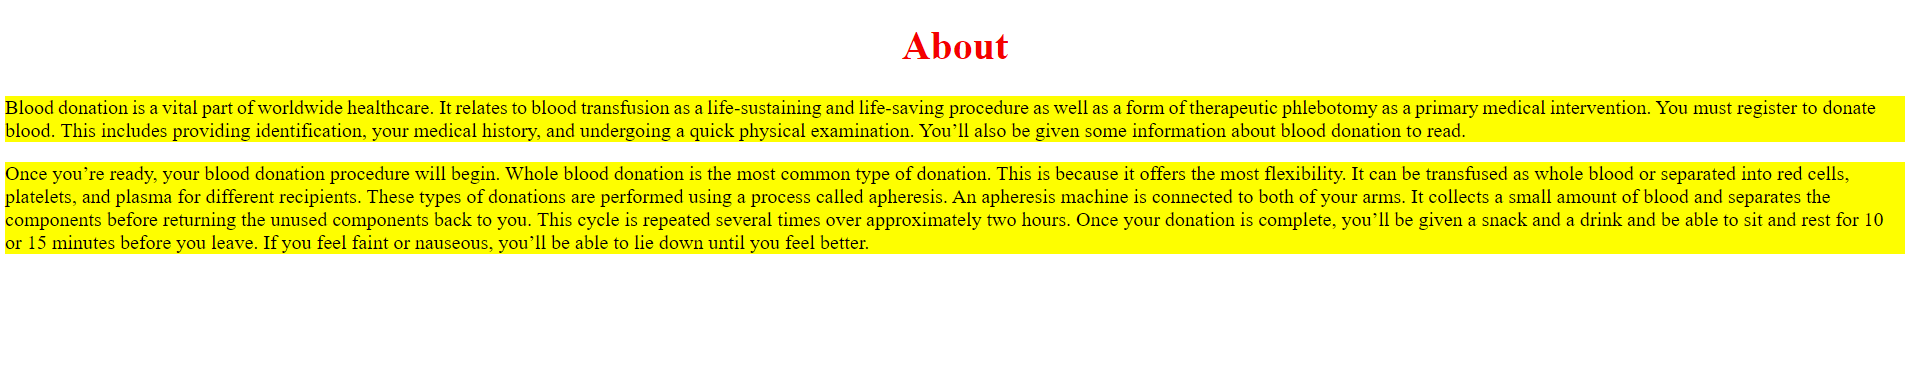 About
Blood donation is a vital part of worldwide healthcare. It relates to blood transfusion as a life-sustaining and life-saving procedure as well as a form of therapeutic phlebotomy as a primary medical intervention. You must register to donate
blood. This includes providing identification, your medical history, and undergoing a quick physical examination. You’ll also be given some information about blood donation to read.
Once you’re ready, your blood donation procedure will begin. Whole blood donation is the most common type of donation. This is because it offers the most flexibility. It can be transfused as whole blood or separated into red cells,
platelets, and plasma for different recipients. These types of donations are performed using a process called apheresis. An apheresis machine is connected to both of your arms. It collects a small amount of blood and separates the
components before returning the unused components back to you. This cycle is repeated several times over approximately two hours. Once your donation is complete, you’ll be given a snack and a drink and be able to sit and rest for 10
or 15 minutes before you leave. If you feel faint or nauseous, you’ll be able to lie down until you feel better.